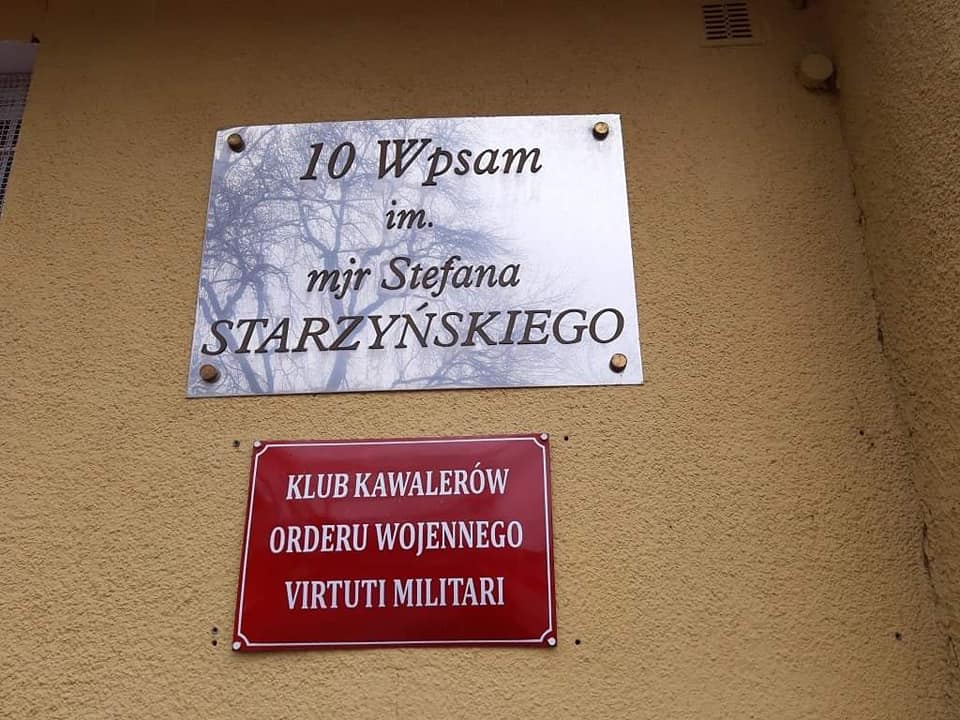 10 Wpsam
im.
mjr Stefana
STARZYŃSKIEGO
KLUB KAWALERÓW
ORDERU WOJENNEGO
VIRTUTI MILITARI